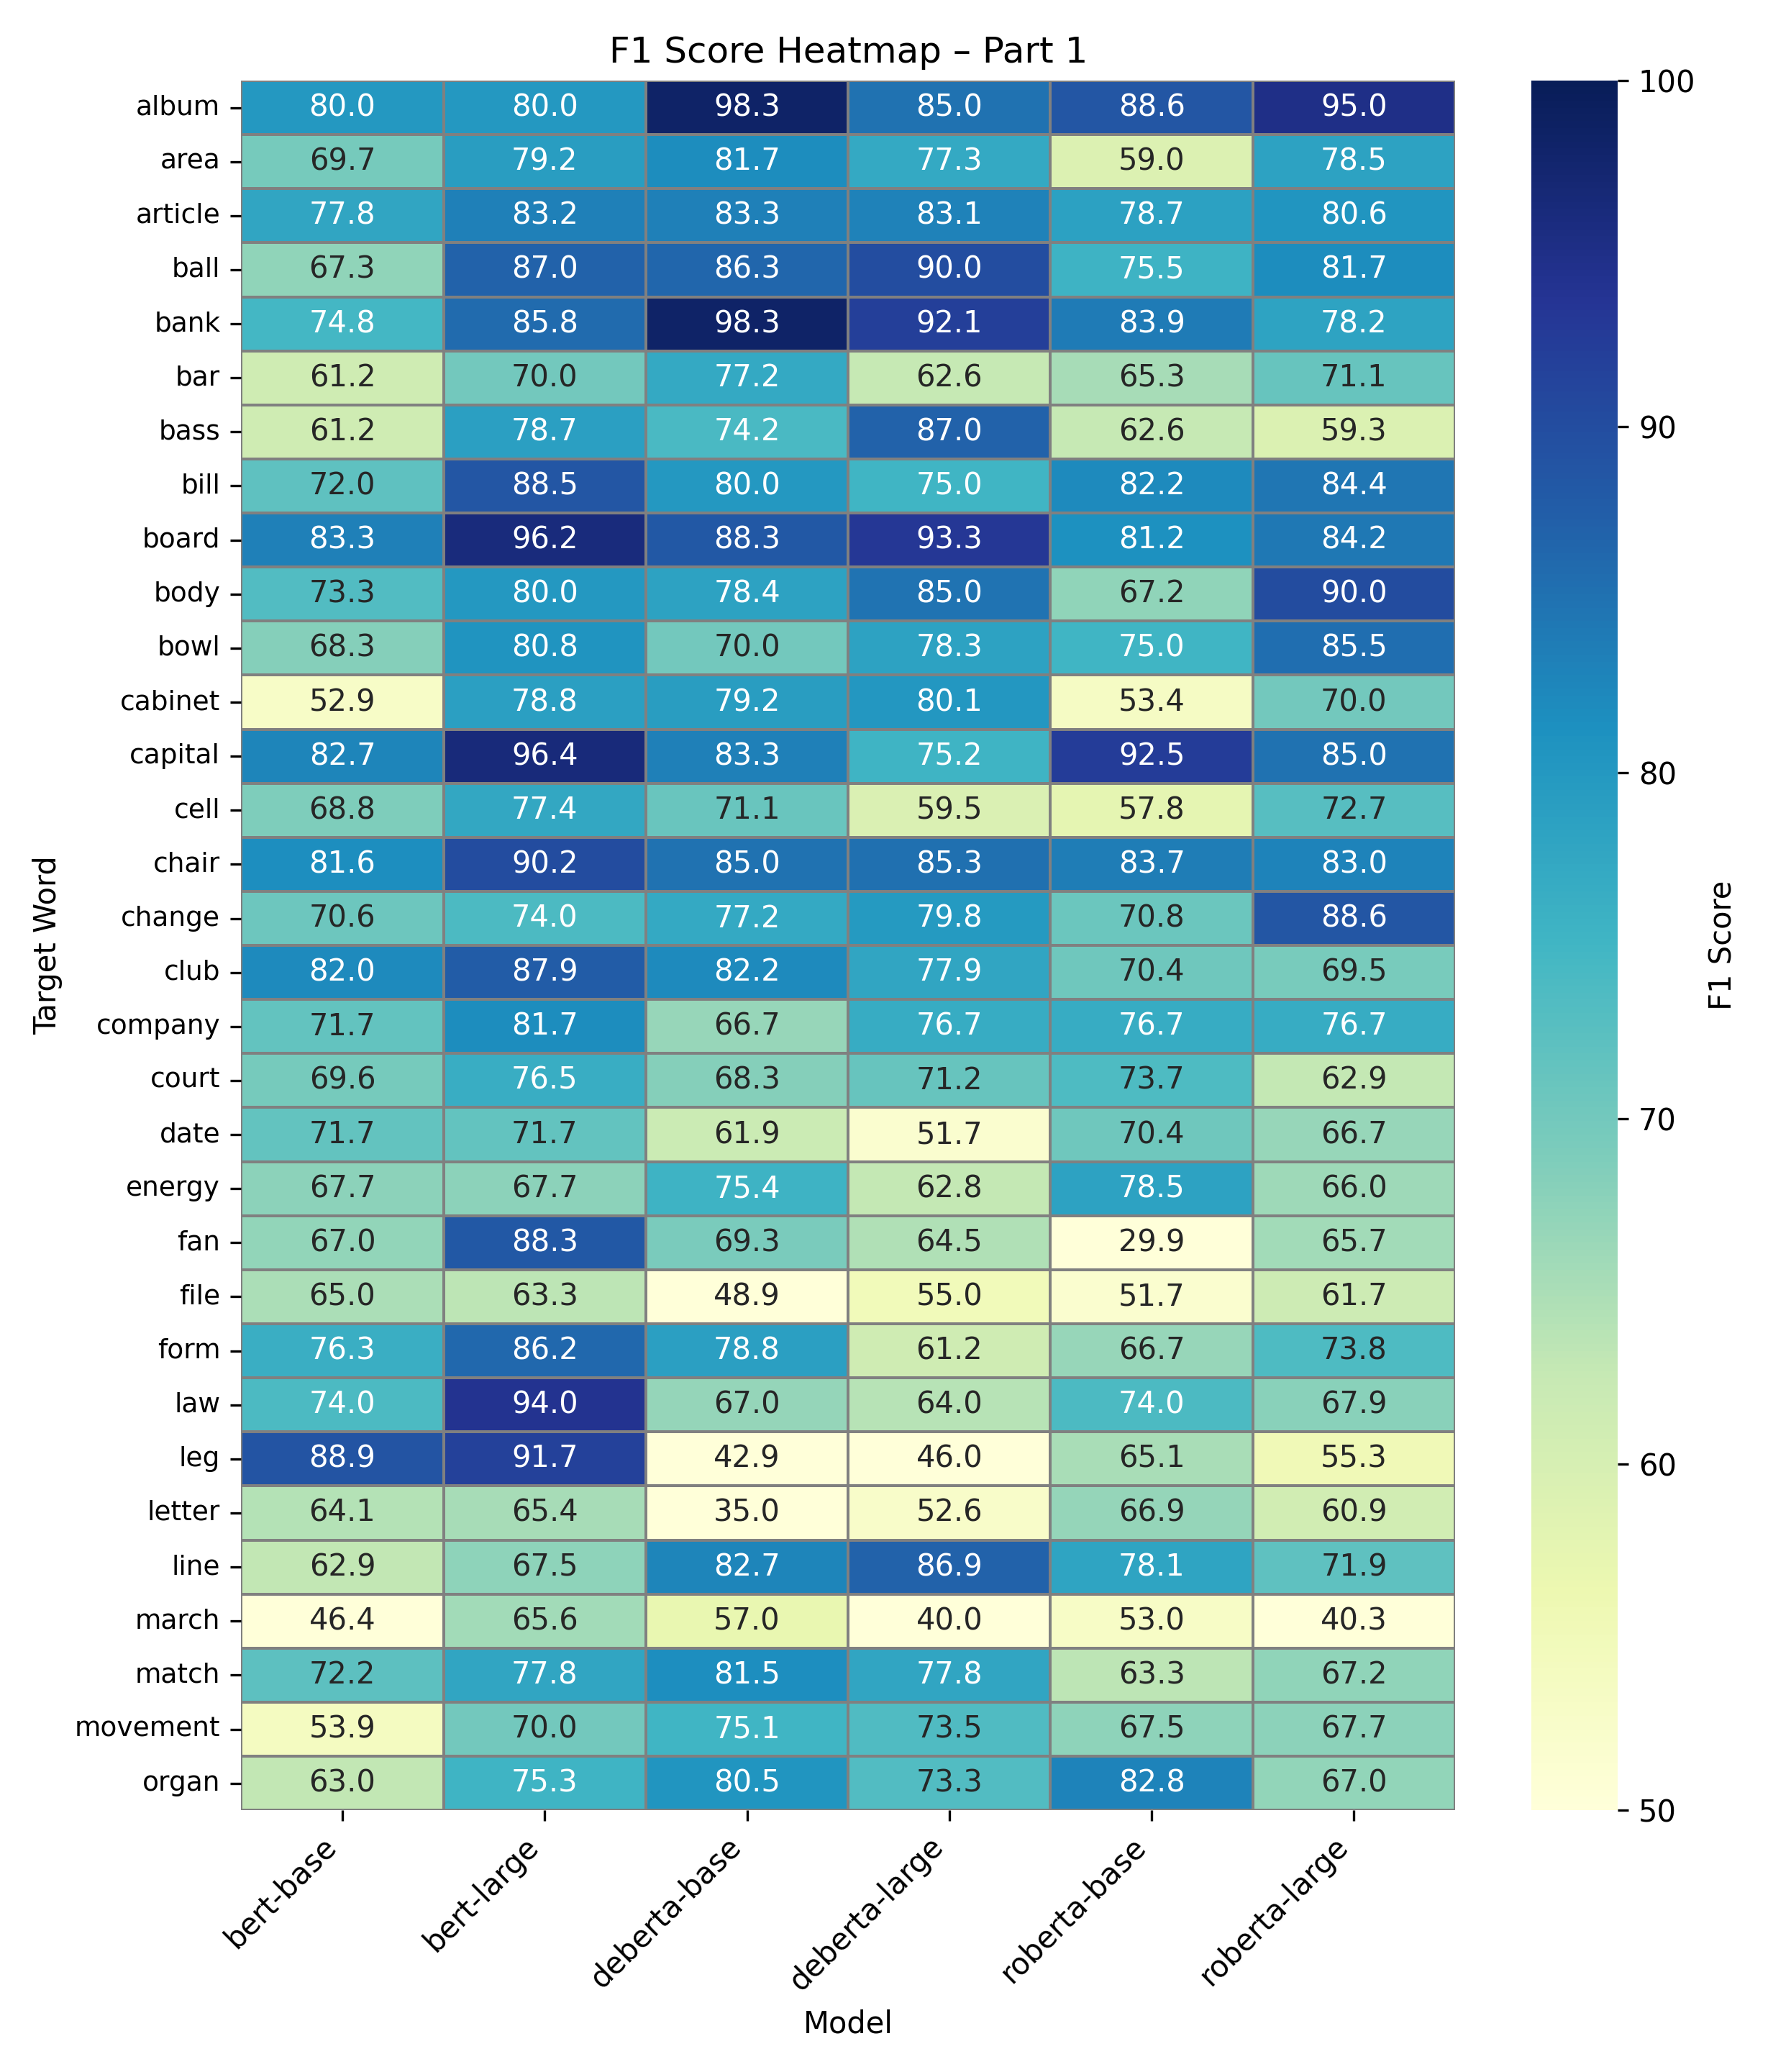 F1 Score Heatmap – Part 1
album 80.0 80.0 98.3 85.0 88.6 95.0
area 69.7 79.2 81.7 77.3 59.0 78.5
article 77.8 83.2 83.3 83.1 78.7 80.6
ball 67.3 87.0 86.3 90.0 75.5 81.7
bank 74.8 85.8 98.3 92.1 83.9 78.2
bar 61.2 70.0 77.2 62.6 65.3 71.1
bass 61.2 78.7 74.2 87.0 62.6 59.3
bill 72.0 88.5 80.0 75.0 82.2 84.4
board 83.3 96.2 88.3 93.3 81.2 84.2
body 73.3 80.0 78.4 85.0 67.2 90.0
bowl 68.3 80.8 70.0 78.3 75.0 85.5
cabinet 52.9 78.8 79.2 80.1 53.4 70.0
capital 82.7 96.4 83.3 75.2 92.5 85.0
cell 68.8 77.4 71.1 59.5 57.8 72.7
chair 81.6 90.2 85.0 85.3 83.7 83.0
change 70.6 74.0 77.2 79.8 70.8 88.6
club 82.0 87.9 82.2 77.9 70.4 69.5
company 71.7 81.7 66.7 76.7 76.7 76.7
court 69.6 76.5 68.3 71.2 73.7 62.9
date 71.7 71.7 61.9 51.7 70.4 66.7
energy 67.7 67.7 75.4 62.8 78.5 66.0
fan 67.0 88.3 69.3 64.5 29.9 65.7
file 65.0 63.3 48.9 55.0 51.7 61.7
form 76.3 86.2 78.8 61.2 66.7 73.8
law 74.0 94.0 67.0 64.0 74.0 67.9
leg 88.9 91.7 42.9 46.0 65.1 55.3
letter 64.1 65.4 35.0 52.6 66.9 60.9
line 62.9 67.5 82.7 86.9 78.1 71.9
march 46.4 65.6 57.0 40.0 53.0 40.3
match 72.2 77.8 81.5 77.8 63.3 67.2
movement 53.9 70.0 75.1 73.5 67.5 67.7
organ 63.0 75.3 80.5 73.3 82.8 67.0
bert-base bert-large deberta-base deberta-large roberta-base roberta-large
Model
Target Word
100
90
80
70
60
50
F1 Score